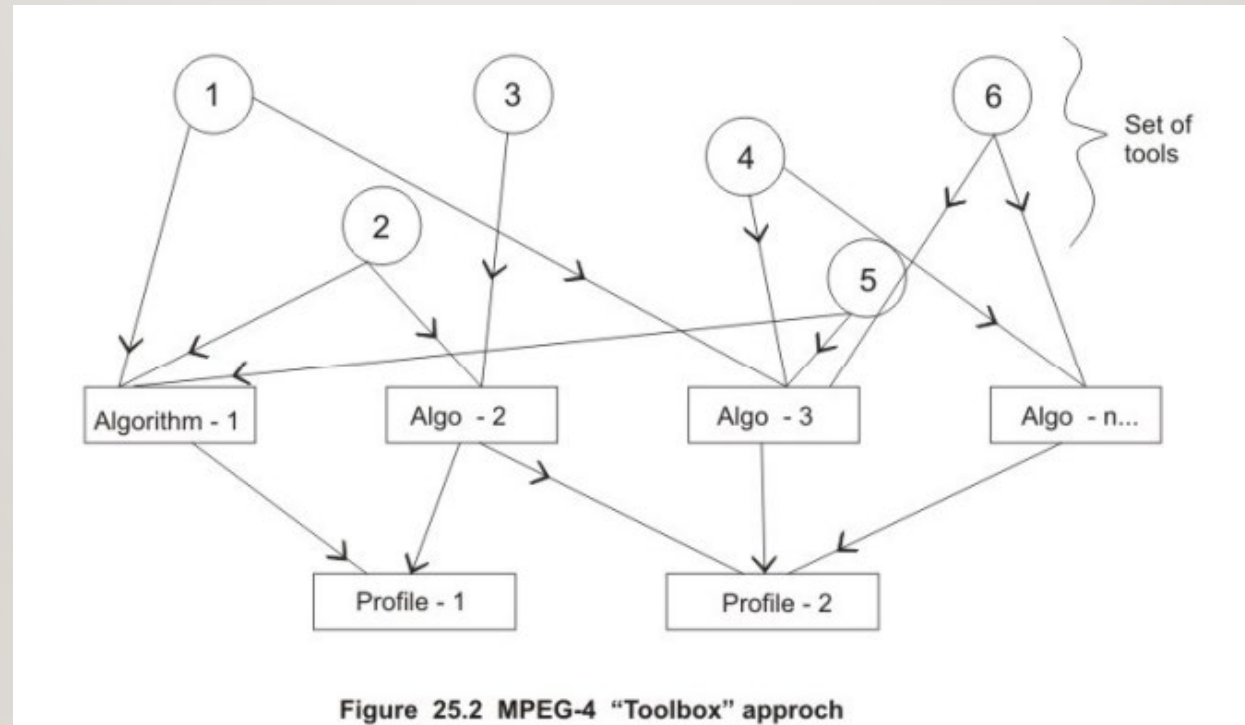 1
3
6
4
Set of
tools
2
5
Algorithm - 1
Algo - 2
Algo - 3
Algo - n...
Profile - 1
Profile - 2
Figure 25.2 MPEG-4 “Toolbox” approch